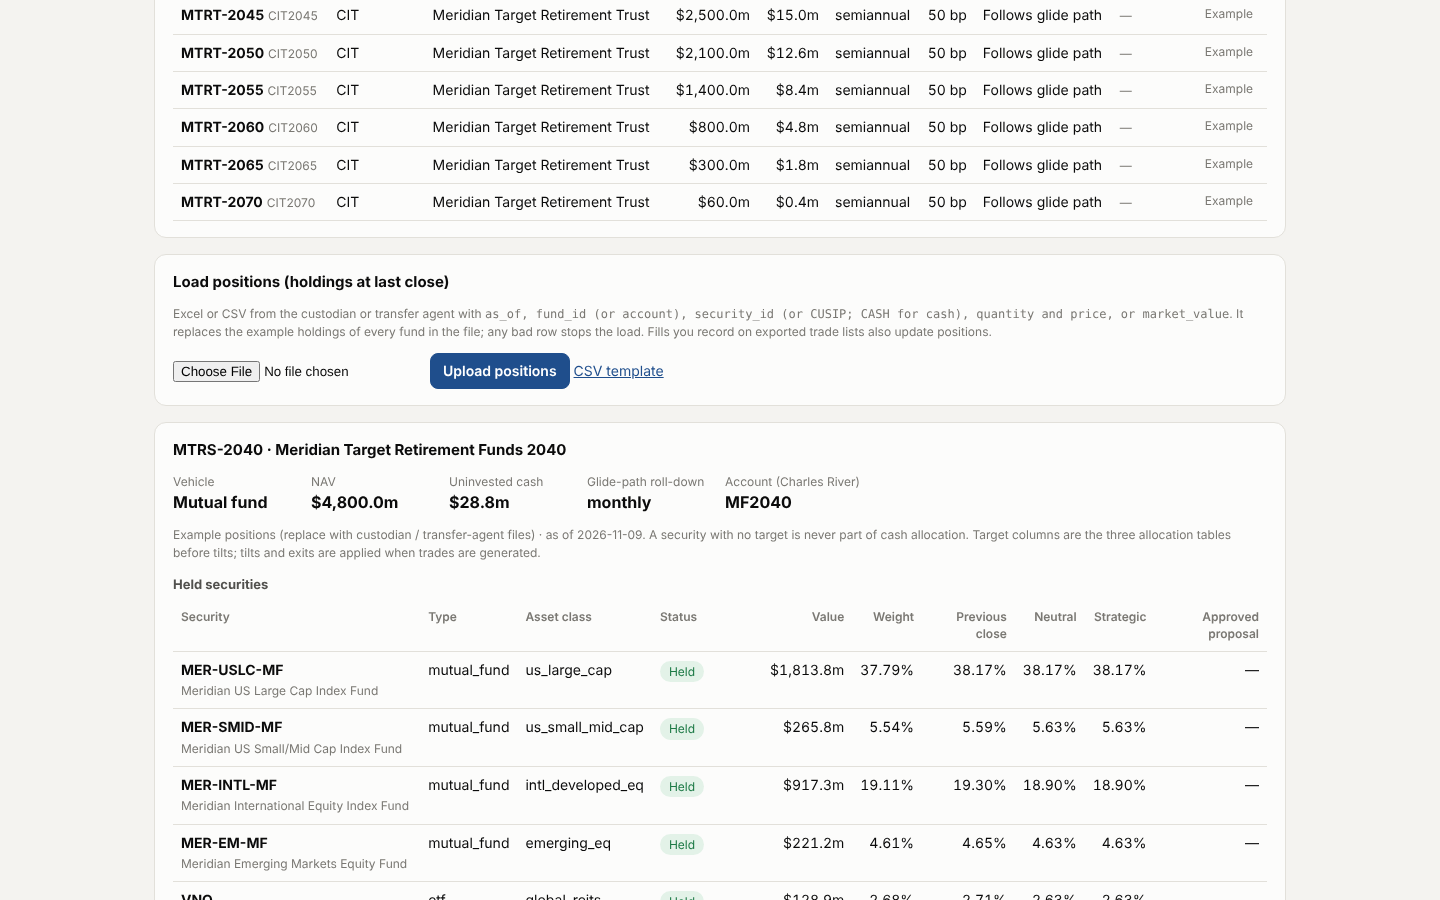 MTRT-2045 CIT2045 CIT Meridian Target Retirement Trust $2,500.0m $15.0m semiannual 50 bp Follows glide path — Example
MTRT-2050 CIT2050 CIT Meridian Target Retirement Trust $2,100.0m $12.6m semiannual 50 bp Follows glide path — Example
MTRT-2055 CIT2055 CIT Meridian Target Retirement Trust $1,400.0m $8.4m semiannual 50 bp Follows glide path — Example
MTRT-2060 CIT2060 CIT Meridian Target Retirement Trust $800.0m $4.8m semiannual 50 bp Follows glide path — Example
MTRT-2065 CIT2065 CIT Meridian Target Retirement Trust $300.0m $1.8m semiannual 50 bp Follows glide path — Example
MTRT-2070 CIT2070 CIT Meridian Target Retirement Trust $60.0m $0.4m semiannual 50 bp Follows glide path — Example
Load positions (holdings at last close)
Excel or CSV from the custodian or transfer agent with as_of, fund_id (or account), security_id (or CUSIP; CASH for cash), quantity and price, or market_value. It
replaces the example holdings of every fund in the file; any bad row stops the load. Fills you record on exported trade lists also update positions.
Choose File No file chosen Upload positions CSV template
MTRS-2040 · Meridian Target Retirement Funds 2040
Vehicle NAV Uninvested cash Glide-path roll-down Account (Charles River)
Mutual fund $4,800.0m $28.8m monthly MF2040
Example positions (replace with custodian / transfer-agent files) · as of 2026-11-09. A security with no target is never part of cash allocation. Target columns are the three allocation tables
before tilts; tilts and exits are applied when trades are generated.
Held securities
Security Type Asset class Status Value Weight Previous close Neutral Strategic Approved proposal
MER-USLC-MF mutual_fund us_large_cap Held $1,813.8m 37.79% 38.17% 38.17% 38.17% —
Meridian US Large Cap Index Fund
MER-SMID-MF mutual_fund us_small_mid_cap Held $265.8m 5.54% 5.59% 5.63% 5.63% —
Meridian US Small/Mid Cap Index Fund
MER-INTL-MF mutual_fund intl_developed_eq Held $917.3m 19.11% 19.30% 18.90% 18.90% —
Meridian International Equity Index Fund
MER-EM-MF mutual_fund emerging_eq Held $221.2m 4.61% 4.65% 4.63% 4.63% —
Meridian Emerging Markets Equity Fund
VNQ etf global_reits Held $128.9m 2.68% 2.71% 2.63% 2.63%